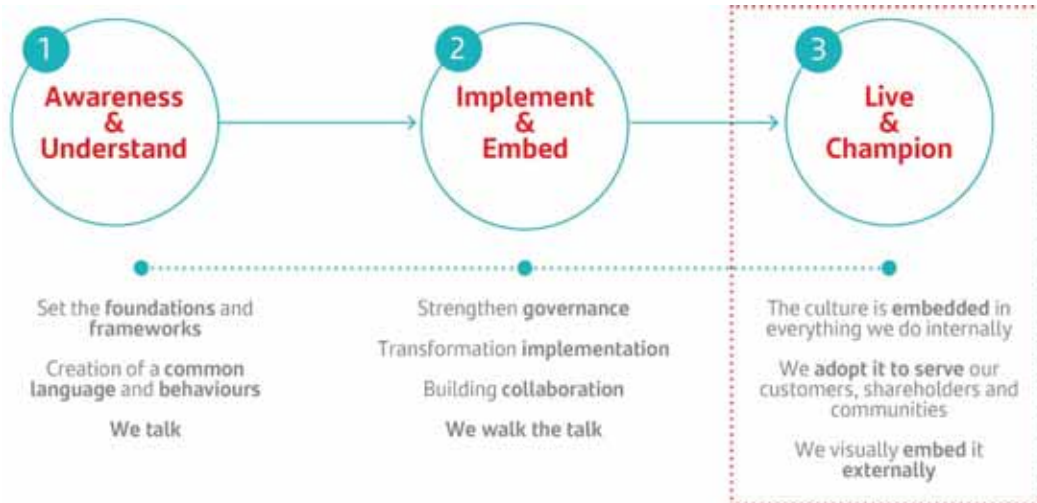 1
Awareness
&
Understand
2
Implement
&
Embed
3
Live
&
Champion
Set the foundations and
frameworks
Creation of a common
language and behaviours
We talk
Strengthen governance
Transformation implementation
Building collaboration
We walk the talk
The culture is embedded in
everything we do internally
We adopt it to serve our
customers, shareholders and
communities
We visually embed it
externally